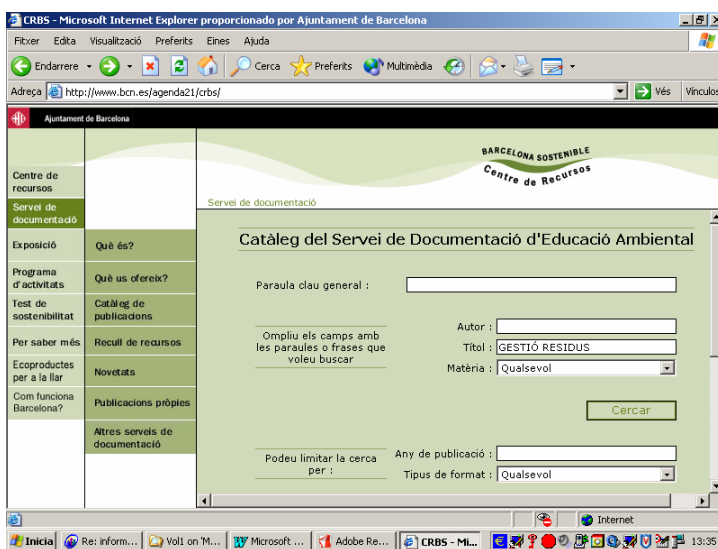 CRBS - Microsoft Internet Explorer proporcionado por Ajuntament de Barcelona
Fitxer Edita Visualització Preferits Eines Ajuda
Endarrere Cerca Preferits Multimèdia
Adreça http://www.bcn.es/agenda21/crbs/ Vés Vínculos
Ajuntament de Barcelona
BARCELONA SOSTENIBLE
Centre de Recursos
Centre de
recursos
Servei de
documentació
Exposició
Programa
d'activitats
Test de
sostenibilitat
Per saber més
Ecoproductes
per a la llar
Com funciona
Barcelona?
Què és?
Què us ofereix?
Catàleg de
publicacions
Recull de recursos
Novetats
Publicacions pròpies
Altres serveis de
documentació
Servei de documentació
Catàleg del Servei de Documentació d'Educació Ambiental
Paraula clau general :
Ompliu els camps amb
les paraules o frases que
voleu buscar
Autor :
Títol : GESTIÓ RESIDUS
Matèria : Qualsevol
Cercar
Podeu limitar la cerca
per :
Any de publicació :
Tipus de format : Qualsevol
Internet
Inicia Re: inform... Vol1 on 'M... Microsoft ... Adobe Re... CRBS - Mi... 13:35